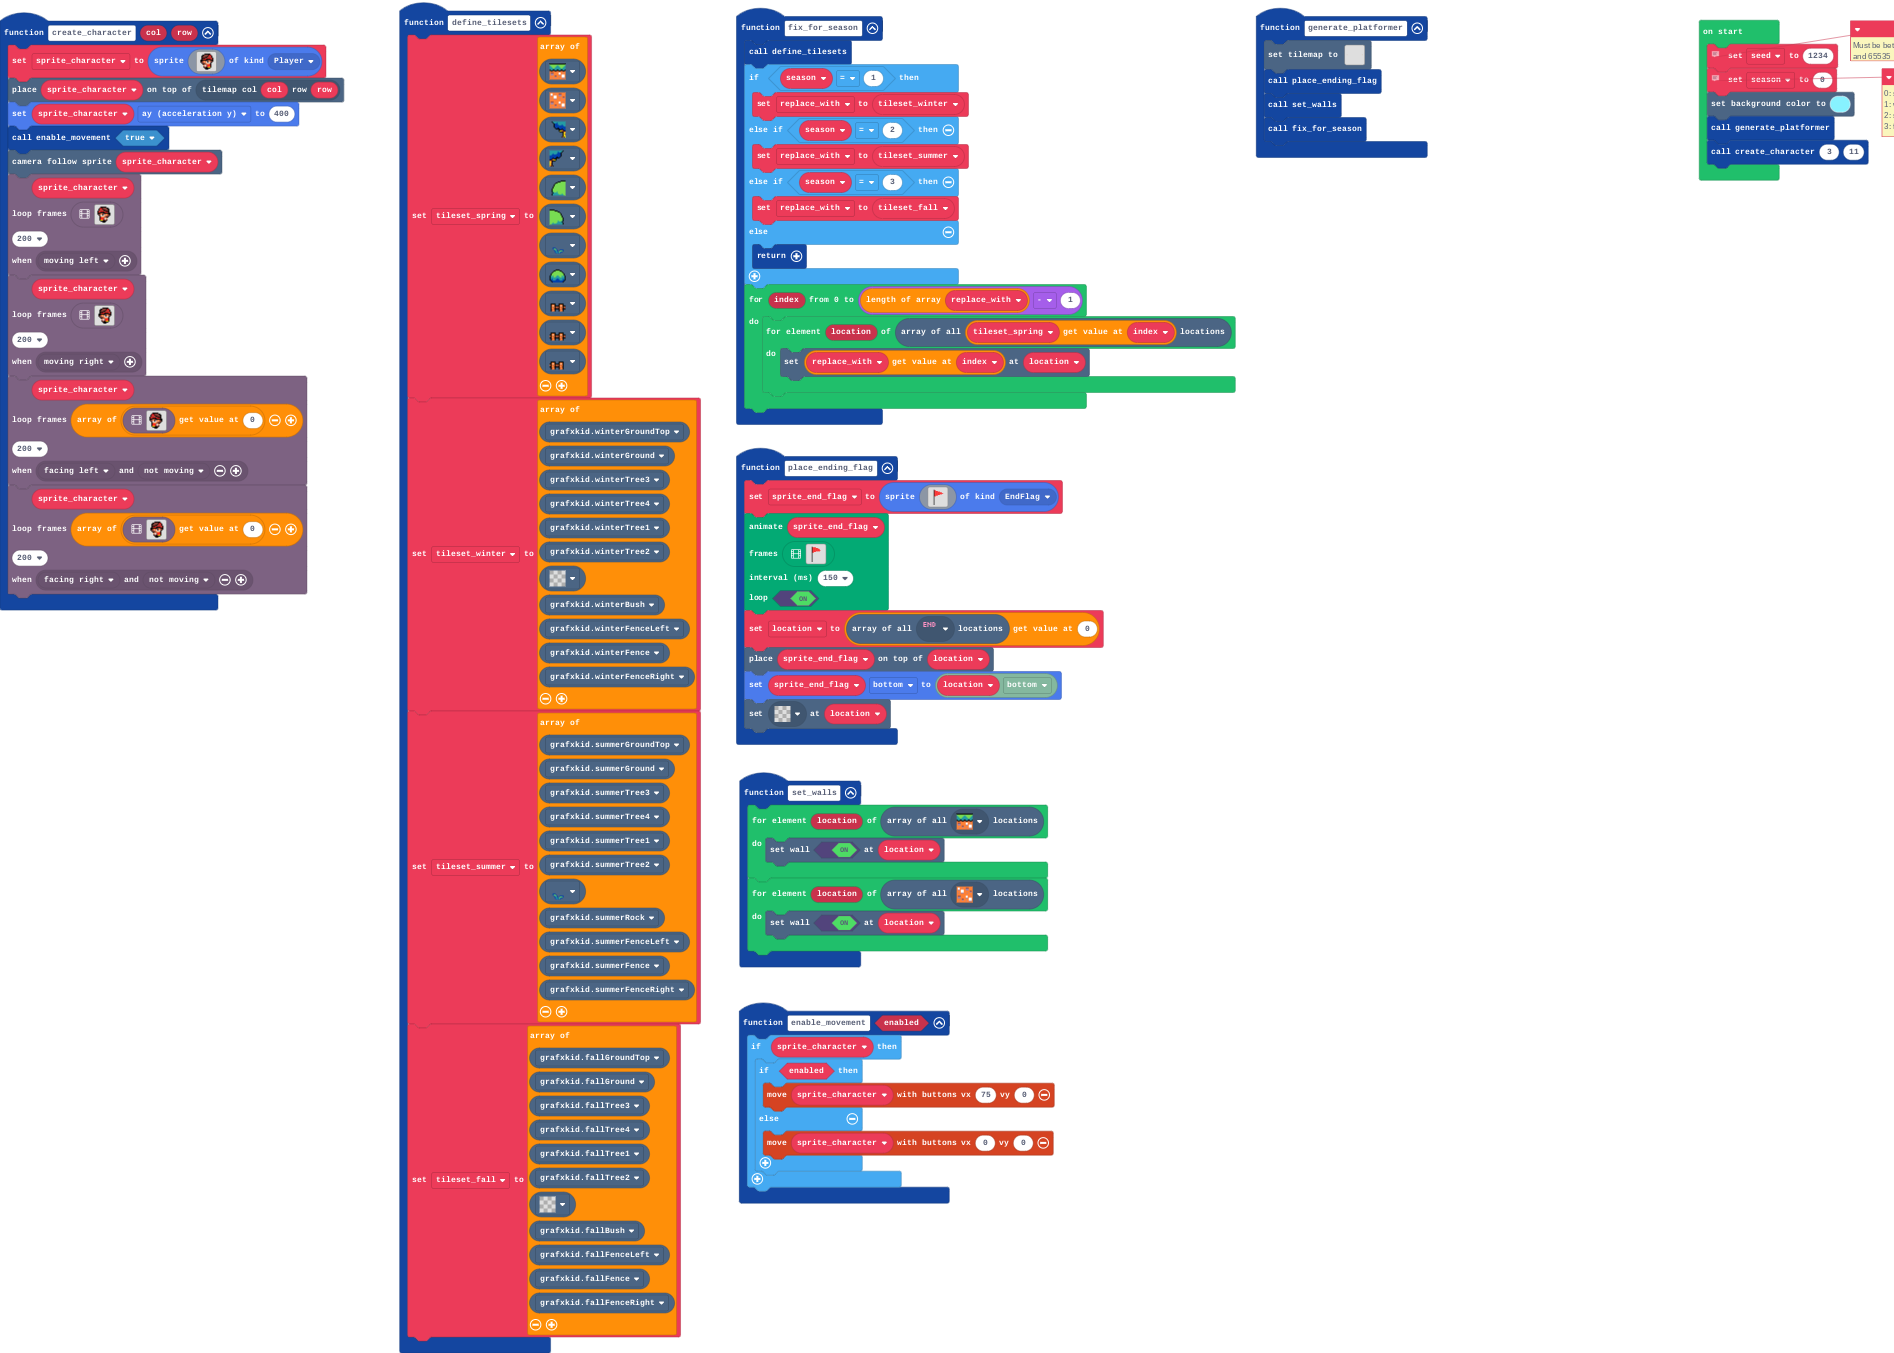 function create_character col row
set sprite_character to sprite of kind Player
place sprite_character on top of tilemap col col row row
set sprite_character ay (acceleration y) to 400
call enable_movement true
camera follow sprite sprite_character
sprite_character
loop frames
200
when moving left
sprite_character
loop frames
200
when moving right
sprite_character
loop frames array of get value at 0
200
when facing left and not moving
sprite_character
loop frames array of get value at 0
200
when facing right and not moving
function define_tilesets
array of
set tileset_spring to
array of
grafxkid.winterGroundTop
grafxkid.winterGround
grafxkid.winterTree3
grafxkid.winterTree4
grafxkid.winterTree1
grafxkid.winterTree2
set tileset_winter to
grafxkid.winterBush
grafxkid.winterFenceLeft
grafxkid.winterFence
grafxkid.winterFenceRight
array of
grafxkid.summerGroundTop
grafxkid.summerGround
grafxkid.summerTree3
grafxkid.summerTree4
grafxkid.summerTree1
grafxkid.summerTree2
set tileset_summer to
grafxkid.summerRock
grafxkid.summerFenceLeft
grafxkid.summerFence
grafxkid.summerFenceRight
array of
grafxkid.fallGroundTop
grafxkid.fallGround
grafxkid.fallTree3
grafxkid.fallTree4
grafxkid.fallTree1
grafxkid.fallTree2
set tileset_fall to
grafxkid.fallBush
grafxkid.fallFenceLeft
grafxkid.fallFence
grafxkid.fallFenceRight
function fix_for_season
call define_tilesets
if season = 1 then
set replace_with to tileset_winter
else if season = 2 then
set replace_with to tileset_summer
else if season = 3 then
set replace_with to tileset_fall
else
return
for index from 0 to length of array replace_with - 1
do
for element location of array of all tileset_spring get value at index locations
do
set replace_with get value at index at location
function place_ending_flag
set sprite_end_flag to sprite of kind EndFlag
animate sprite_end_flag
frames
interval (ms) 150
loop ON
set location to array of all END locations get value at 0
place sprite_end_flag on top of location
set sprite_end_flag bottom to location bottom
set at location
function set_walls
for element location of array of all locations
do
set wall ON at location
for element location of array of all locations
do
set wall ON at location
function enable_movement enabled
if sprite_character then
if enabled then
move sprite_character with buttons vx 75 vy 0
else
move sprite_character with buttons vx 0 vy 0
function generate_platformer
set tilemap to
call place_ending_flag
call set_walls
call fix_for_season
on start
set seed to 1234
set season to 0
set background color to
call generate_platformer
call create_character 3 11
Must be bet
and 65535
0:
1:
2:
3: